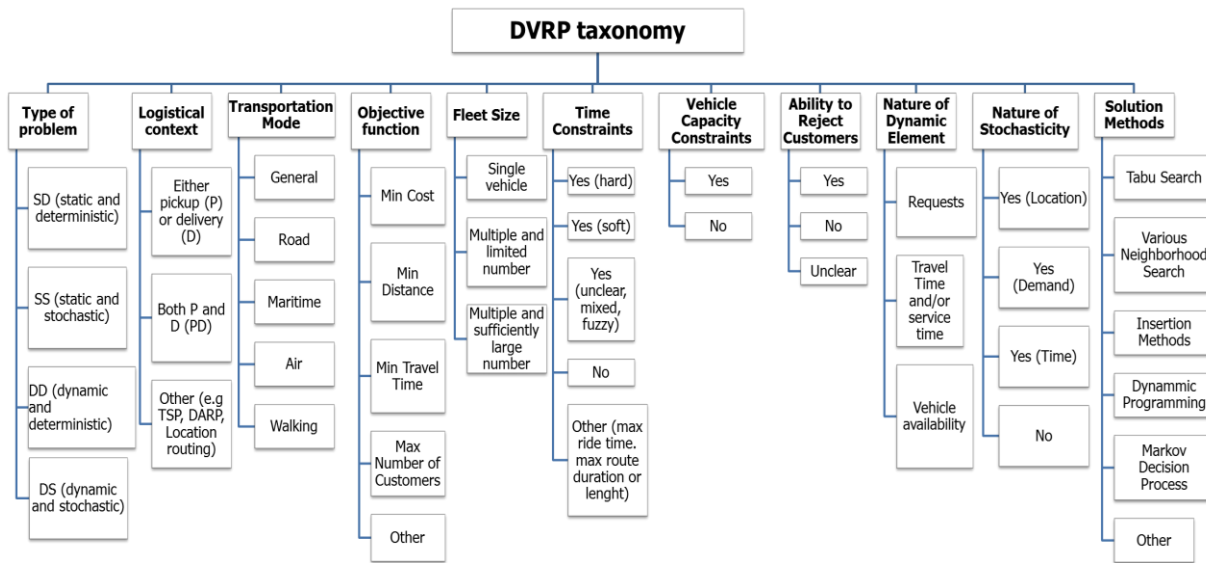 DVRP taxonomy
Type of
problem
SD (static and
deterministic)
SS (static and
stochastic)
DD (dynamic and
deterministic)
DS (dynamic
and stochastic)
Logistical
context
Either
pickup (P)
or delivery
(D)
Both P and
D (PD)
Other (e.g
TSP, DARP,
Location
routing)
Transportation
Mode
General
Road
Maritime
Air
Walking
Objective
function
Min Cost
Min
Distance
Min Travel
Time
Max
Number of
Customers
Other
Fleet Size
Single
vehicle
Multiple and
limited
number
Multiple and
sufficiently
large
number
Time
Constraints
Yes (hard)
Yes (soft)
Yes
(unclear,
mixed,
fuzzy)
No
Other (max
ride time.
max route
duration or
lenght)
Vehicle
Capacity
Constraints
Yes
No
Ability to
Reject
Customers
Yes
No
Unclear
Nature of
Dynamic
Element
Requests
Travel
Time
and/or
service
time
Vehicle
availability
Nature of
Stochasticity
Yes (Location)
Yes
(Demand)
Yes (Time)
No
Solution
Methods
Tabu Search
Various
Neighborhood
Search
Insertion
Methods
Dynammic
Programming
Markov
Decision
Process
Other